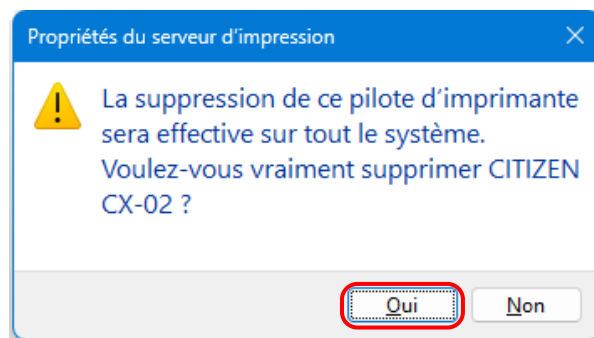 Propriétés du serveur d'impression
La suppression de ce pilote d’imprimante
sera effective sur tout le système.
Voulez-vous vraiment supprimer CITIZEN
CX-02 ?
Oui
Non